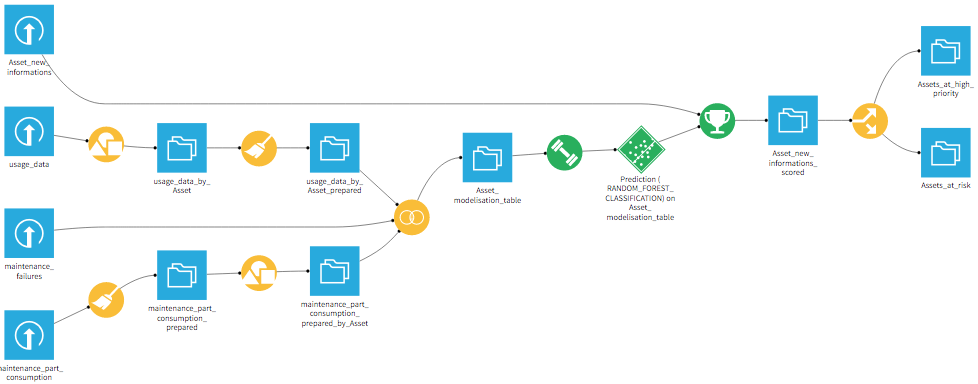 Asset_new_
informations
usage_data
maintenance_
failures
maintenance_part_
consumption
usage_data_by_
Asset
usage_data_by_
Asset_prepared
maintenance_part_
consumption_
prepared
maintenance_part_
consumption_
prepared_by_Asset
Asset_
modelisation_table
Prediction (
RANDOM_FOREST_
CLASSIFICATION) on
Asset_
modelisation_table
Asset_new_
informations_
scored
Assets_at_high_
priority
Assets_at_risk